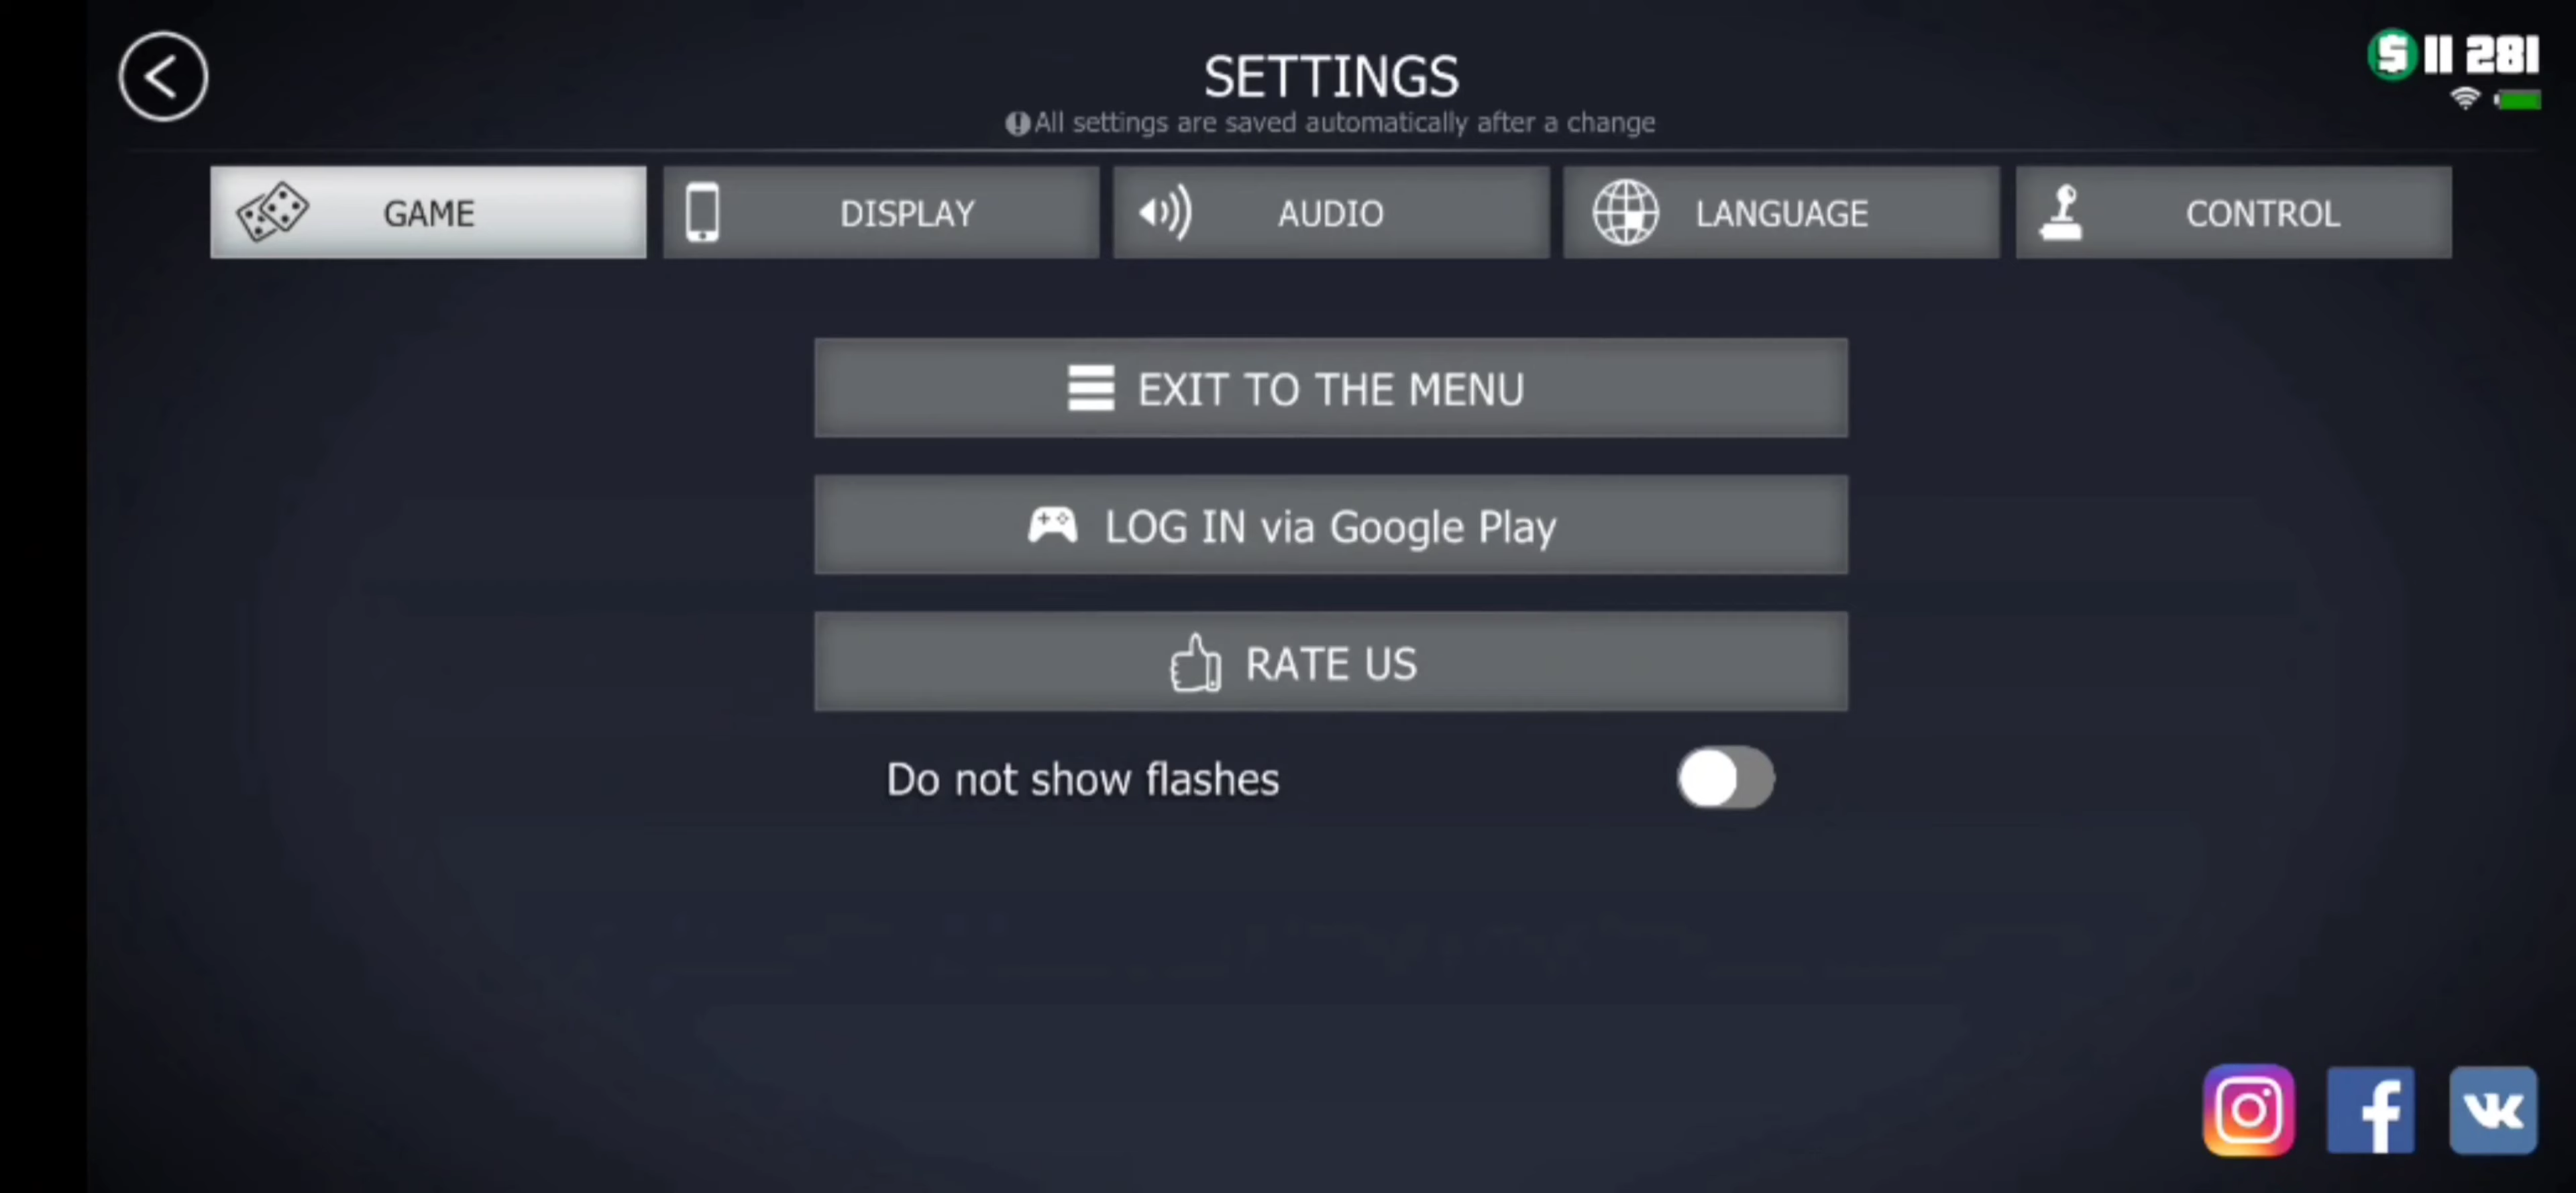 SETTINGS
$ 11 281
All settings are saved automatically after a change
GAME
DISPLAY
AUDIO
LANGUAGE
CONTROL
EXIT TO THE MENU
LOG IN via Google Play
RATE US
Do not show flashes